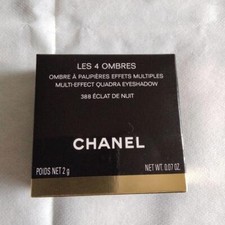 LES 4 OMBRES
OMBRE À PAUPIÈRES EFFETS MULTIPLES
MULTI-EFFECT QUADRA EYESHADOW
388 ÉCLAT DE NUIT
CHANEL
POIDS NET 2 g NET WT. 0.07 OZ.